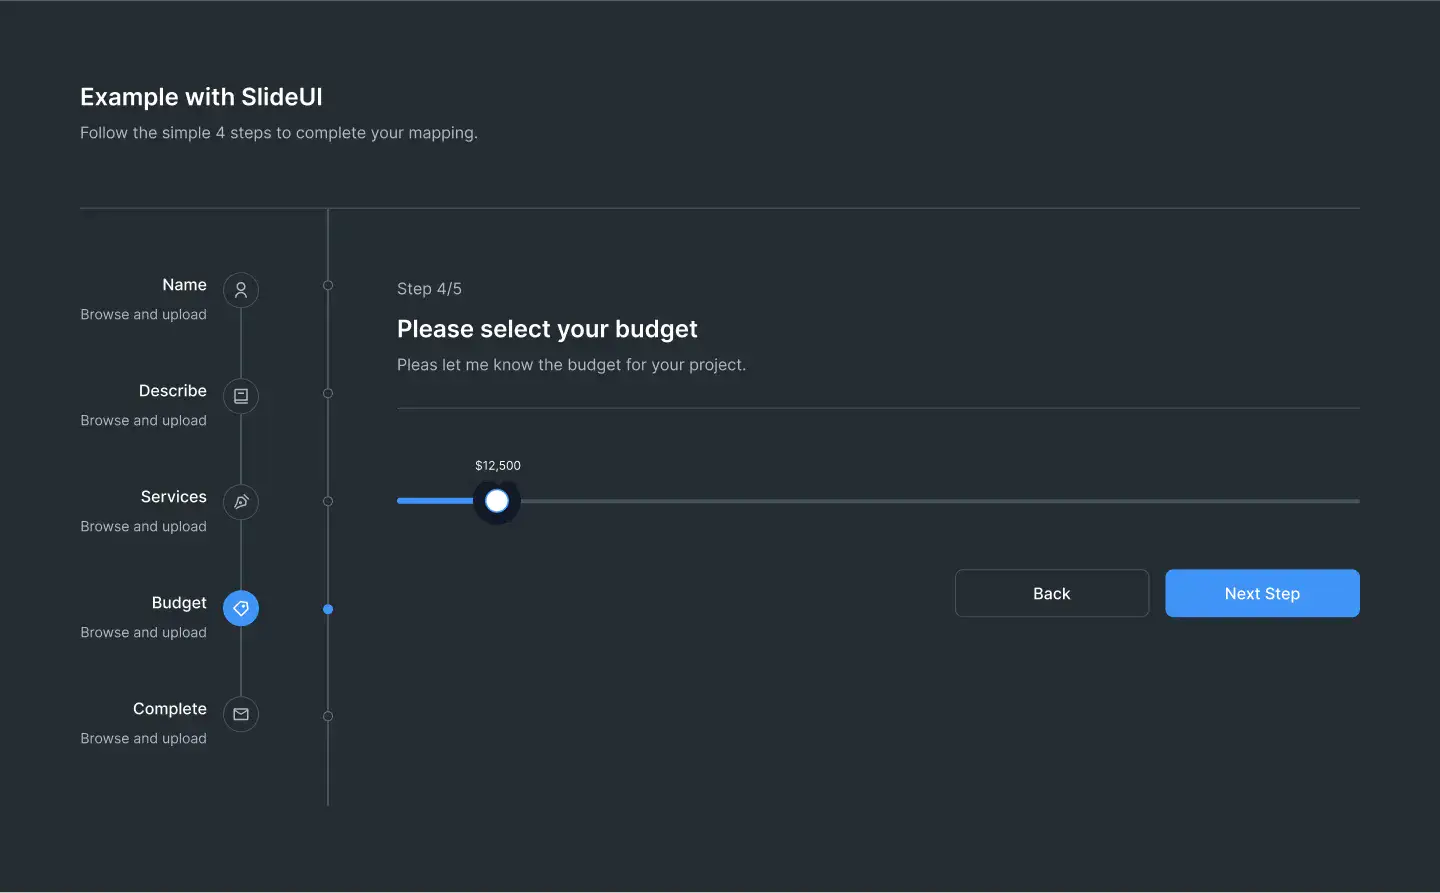 Example with SlideUI
Follow the simple 4 steps to complete your mapping.
Name
Browse and upload
Describe
Browse and upload
Services
Browse and upload
Budget
Browse and upload
Complete
Browse and upload
Step 4/5
Please select your budget
Pleas let me know the budget for your project.
$12,500
Back
Next Step